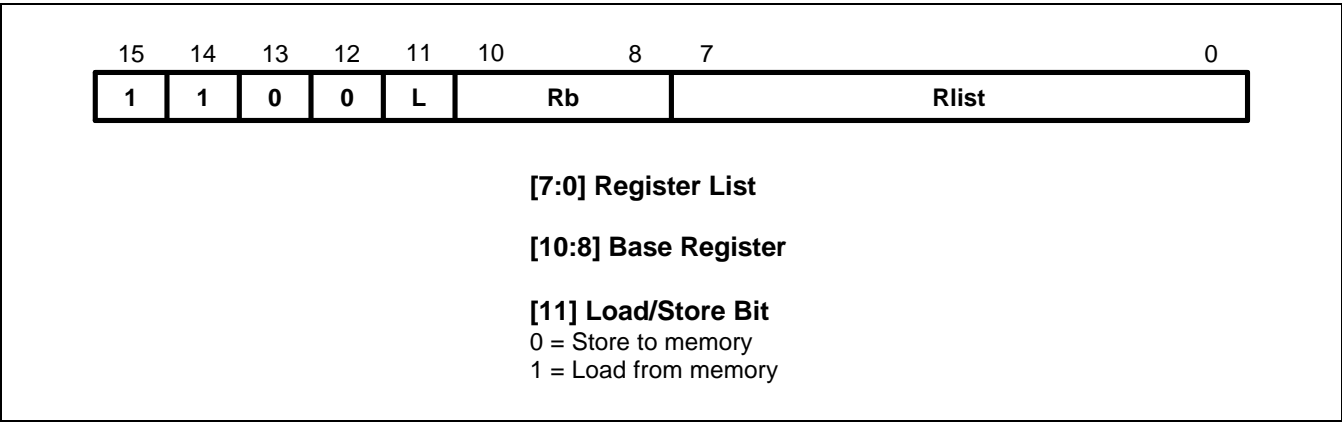 15 14 13 12 11 10 8 7 0
1 1 0 0 L Rb Rlist
[7:0] Register List
[10:8] Base Register
[11] Load/Store Bit
0 = Store to memory
1 = Load from memory